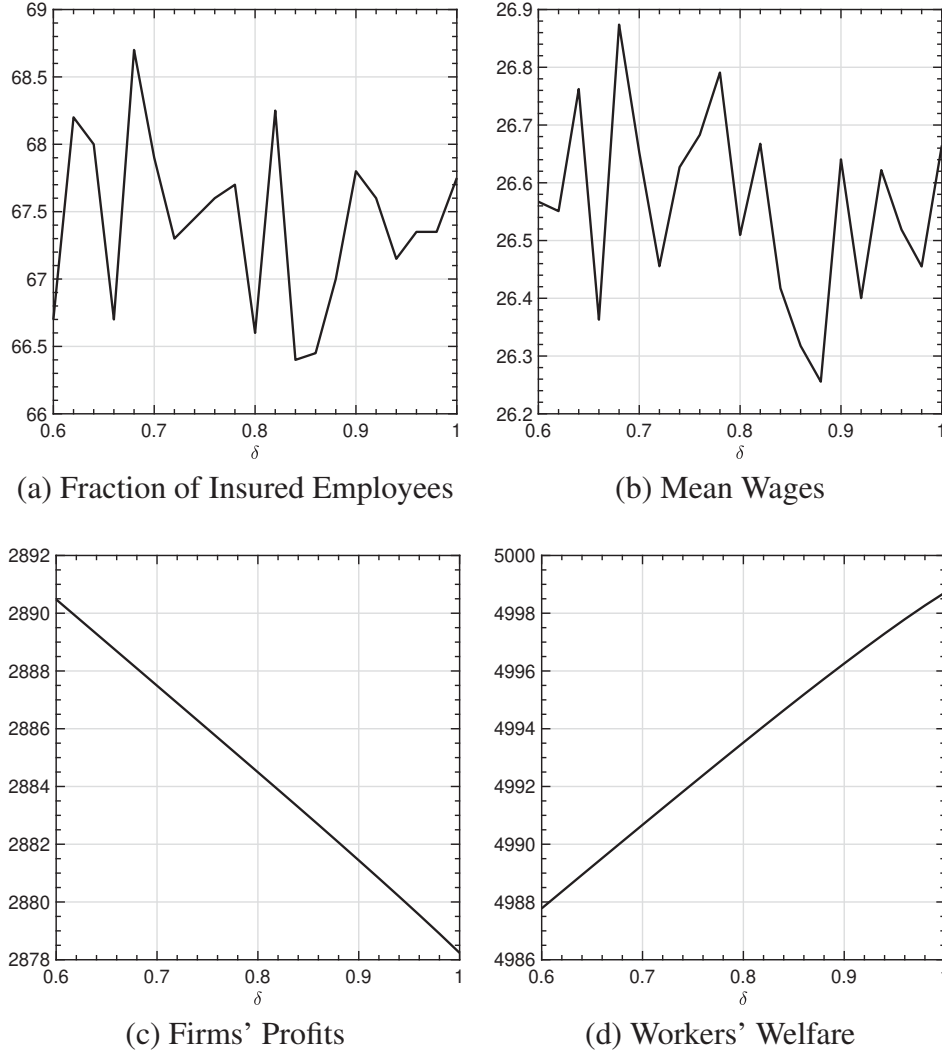 69
68.5
68
67.5
67
66.5
66
0.6 0.7 0.8 0.9 1
δ
(a) Fraction of Insured Employees
26.9
26.8
26.7
26.6
26.5
26.4
26.3
26.2
0.6 0.7 0.8 0.9 1
δ
(b) Mean Wages
2892
2890
2888
2886
2884
2882
2880
2878
0.6 0.7 0.8 0.9 1
δ
(c) Firms’ Profits
5000
4998
4996
4994
4992
4990
4988
4986
0.6 0.7 0.8 0.9 1
δ
(d) Workers’ Welfare